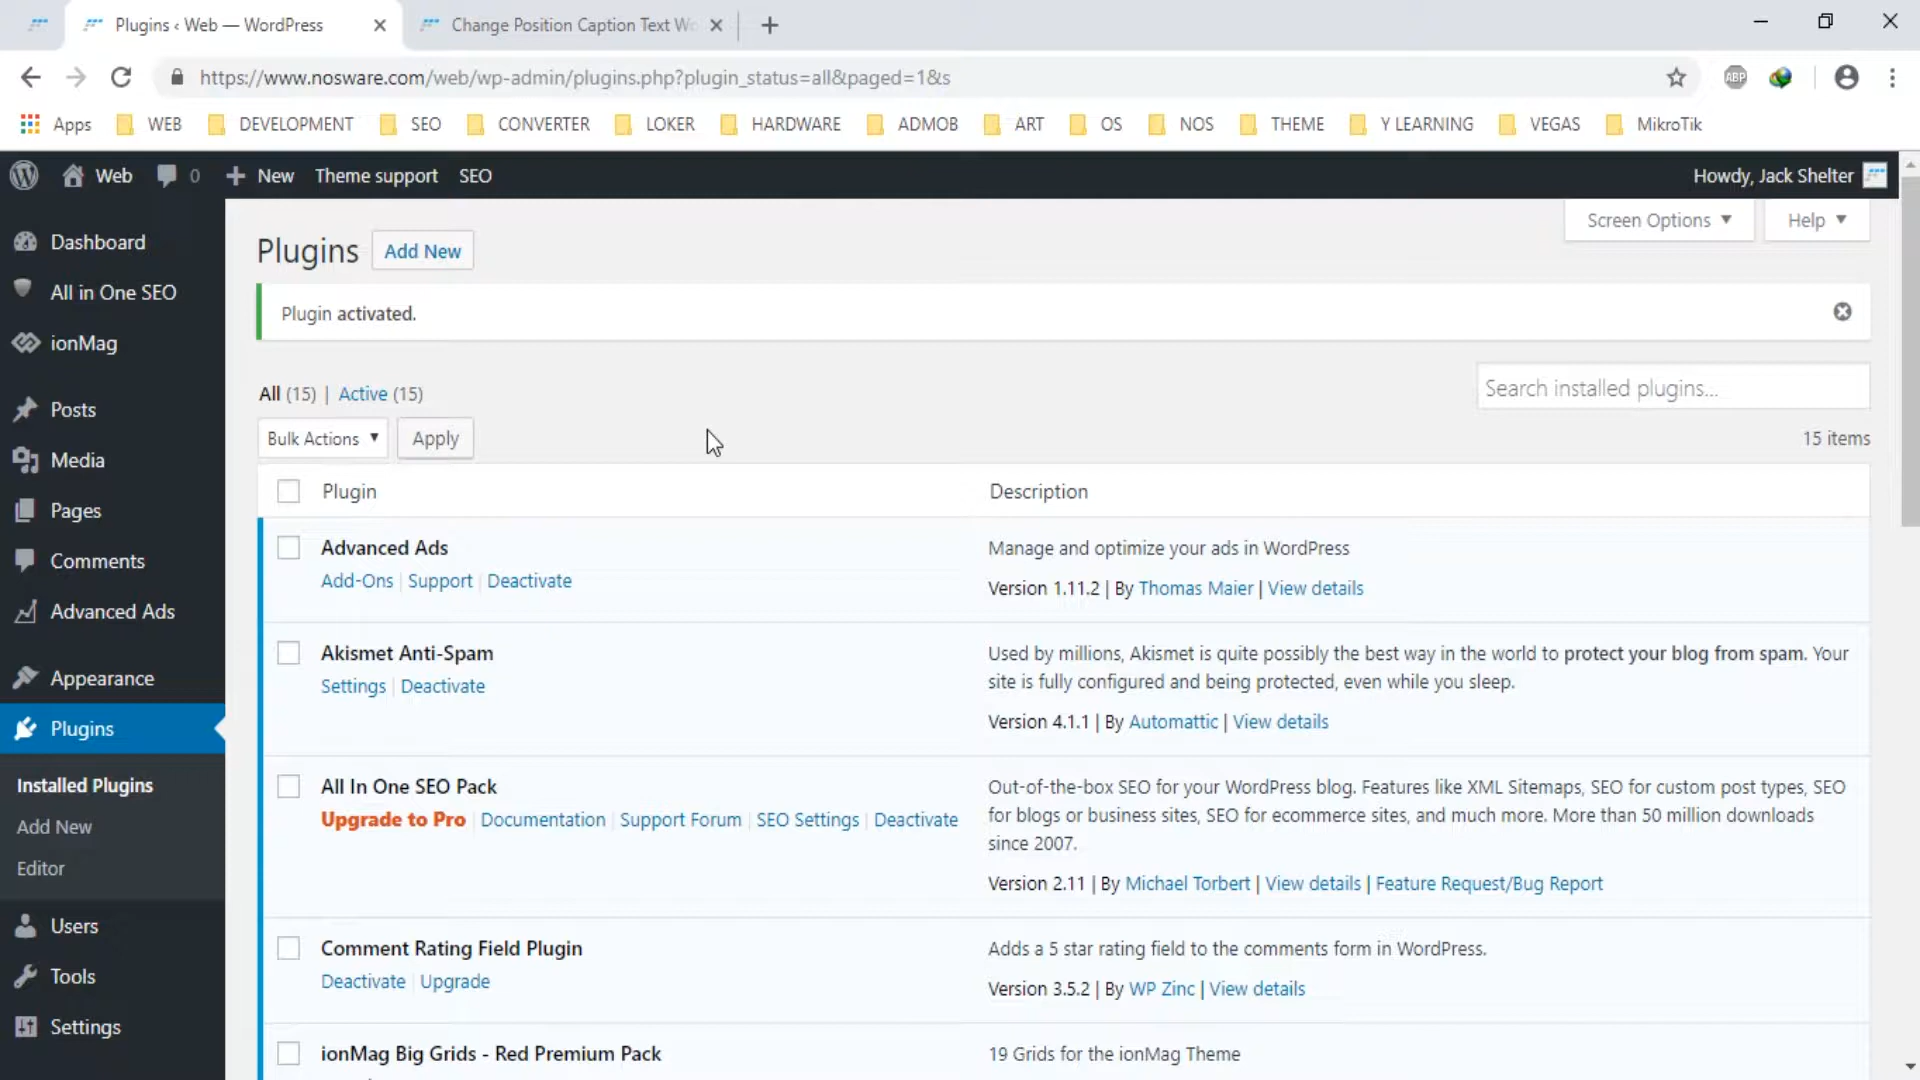 Plugins ‹ Web — WordPress
Change Position Caption Text Wo
https://www.nosware.com/web/wp-admin/plugins.php?plugin_status=all&paged=1&s
ABP
Apps WEB DEVELOPMENT SEO CONVERTER LOKER HARDWARE ADMOB ART OS NOS THEME Y LEARNING VEGAS MikroTik
Web 0 New Theme support SEO Howdy, Jack Shelter
Screen Options Help
Dashboard
All in One SEO
ionMag
Posts
Media
Pages
Comments
Advanced Ads
Appearance
Plugins
Installed Plugins
Add New
Editor
Users
Tools
Settings
Plugins Add New
Plugin activated.
All (15) | Active (15)
Search installed plugins...
Bulk Actions Apply
15 items
Plugin Description
Advanced Ads
Add-Ons | Support | Deactivate
Manage and optimize your ads in WordPress
Version 1.11.2 | By Thomas Maier | View details
Akismet Anti-Spam
Settings | Deactivate
Used by millions, Akismet is quite possibly the best way in the world to protect your blog from spam. Your
site is fully configured and being protected, even while you sleep.
Version 4.1.1 | By Automattic | View details
All In One SEO Pack
Upgrade to Pro | Documentation | Support Forum | SEO Settings | Deactivate
Out-of-the-box SEO for your WordPress blog. Features like XML Sitemaps, SEO for custom post types, SEO
for blogs or business sites, SEO for ecommerce sites, and much more. More than 50 million downloads
since 2007.
Version 2.11 | By Michael Torbert | View details | Feature Request/Bug Report
Comment Rating Field Plugin
Deactivate | Upgrade
Adds a 5 star rating field to the comments form in WordPress.
Version 3.5.2 | By WP Zinc | View details
ionMag Big Grids - Red Premium Pack
19 Grids for the ionMag Theme